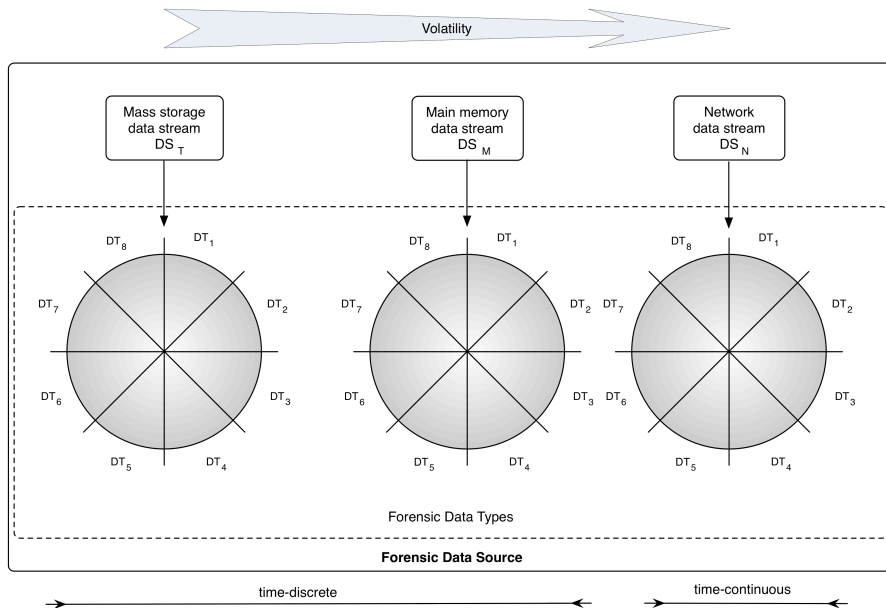 Volatility
Mass storage
data stream
DS T
Main memory
data stream
DS M
Network
data stream
DS N
DT8 DT1 DT8 DT1 DT8 DT1
DT7 DT2 DT7 DT2 DT7 DT2
DT6 DT3 DT6 DT3 DT6 DT3
DT5 DT4 DT5 DT4 DT5 DT4
Forensic Data Types
Forensic Data Source
time-discrete
time-continuous